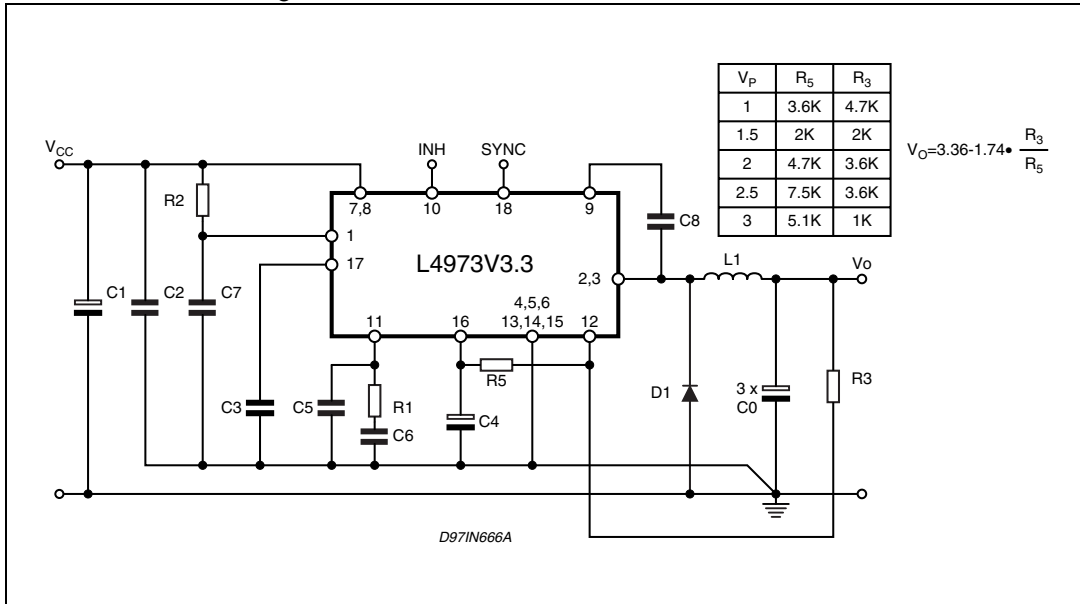 V_P R_5 R_3
1 3.6K 4.7K
1.5 2K 2K
2 4.7K 3.6K
2.5 7.5K 3.6K
3 5.1K 1K
V_O=3.36-1.74• R_3/R_5
V_CC
INH
SYNC
R2
7,8
10
18
9
C8
1
17
L4973V3.3
2,3
L1
Vo
C1
C2
C7
4,5,6
11
16
13,14,15
12
R5
D1
3 x
C0
R3
C3
C5
R1
C6
C4
D97IN666A